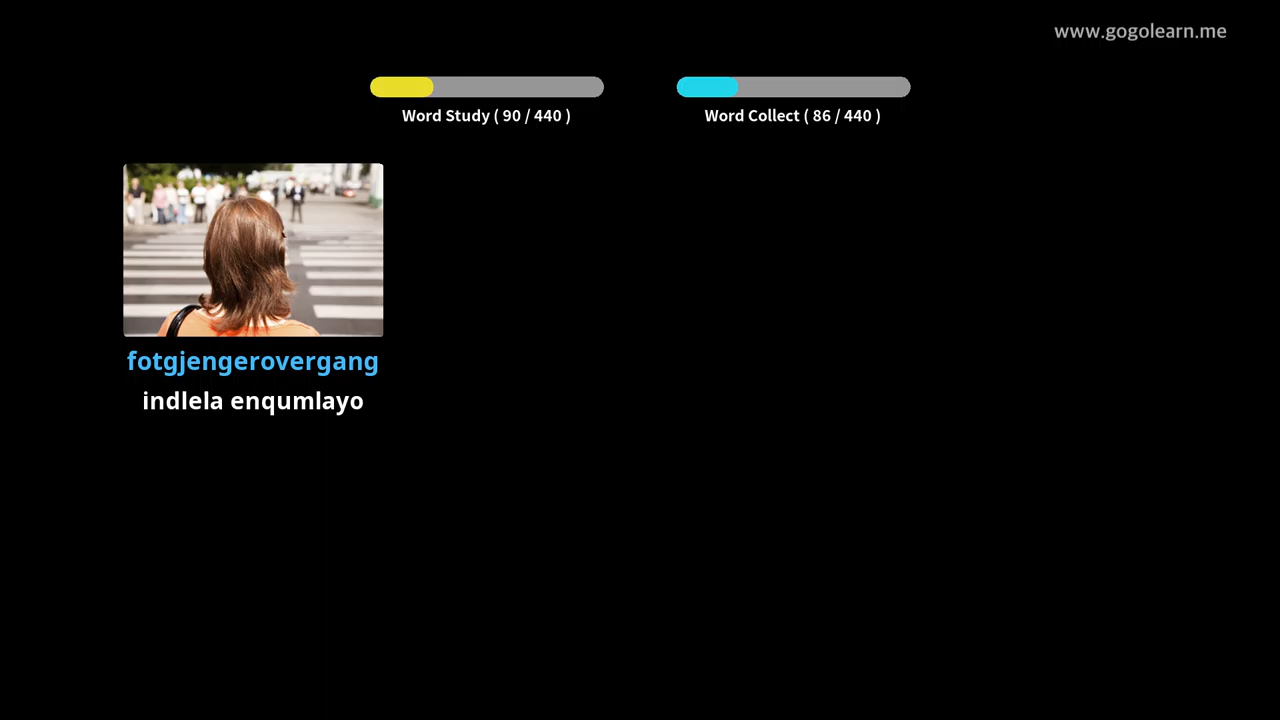 www.gogolearn.me
Word Study ( 90 / 440 )
Word Collect ( 86 / 440 )
fotgjengerovergang
indlela enqumlayo